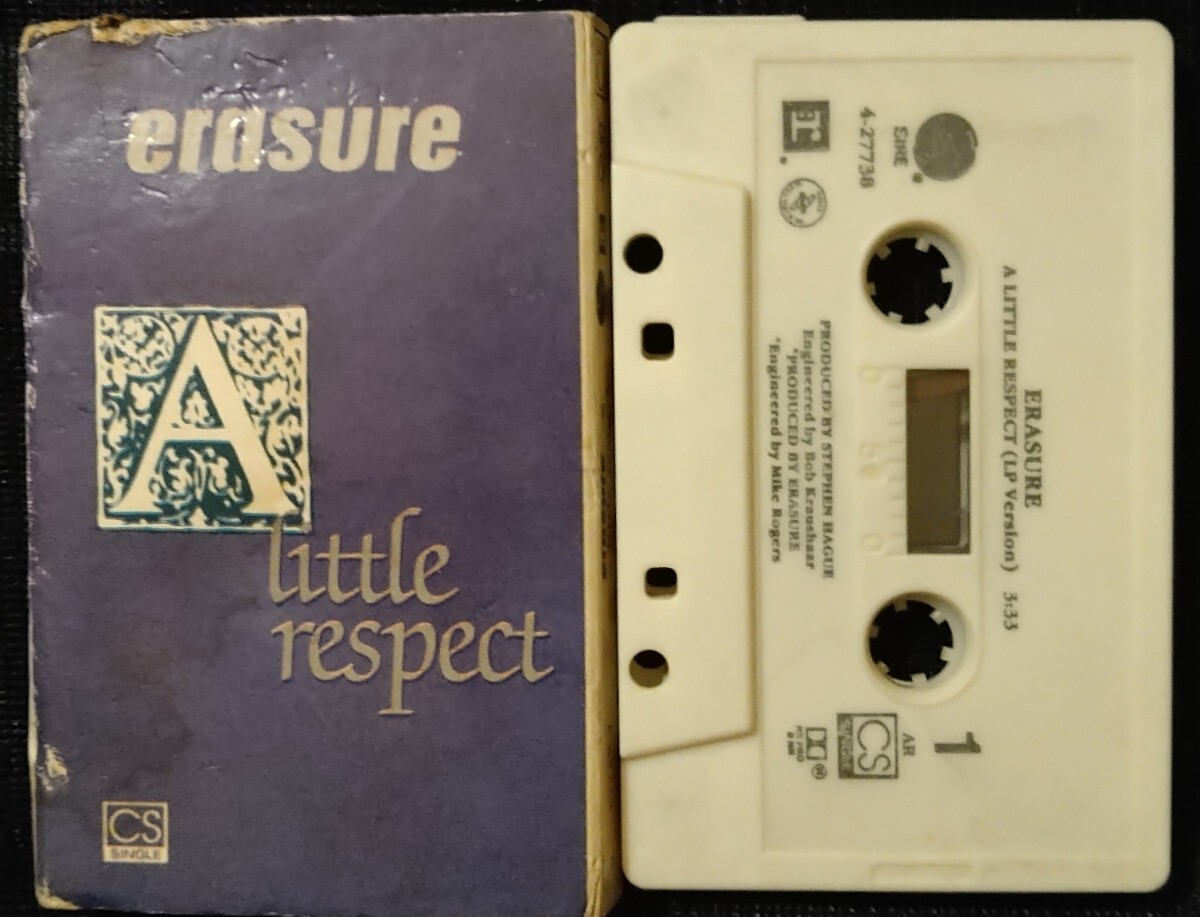 erasure
A
little
respect
CS
SINGLE
SIRE
4-27738
r
ERASURE
A LITTLE RESPECT (LP Version) 3:33
PRODUCED BY STEPHEN HAGUE
Engineered by Bob Kraushaar
*PRODUCED BY ERASURE
*Engineered by Mike Rogers
1
AR
CS
SINGLE